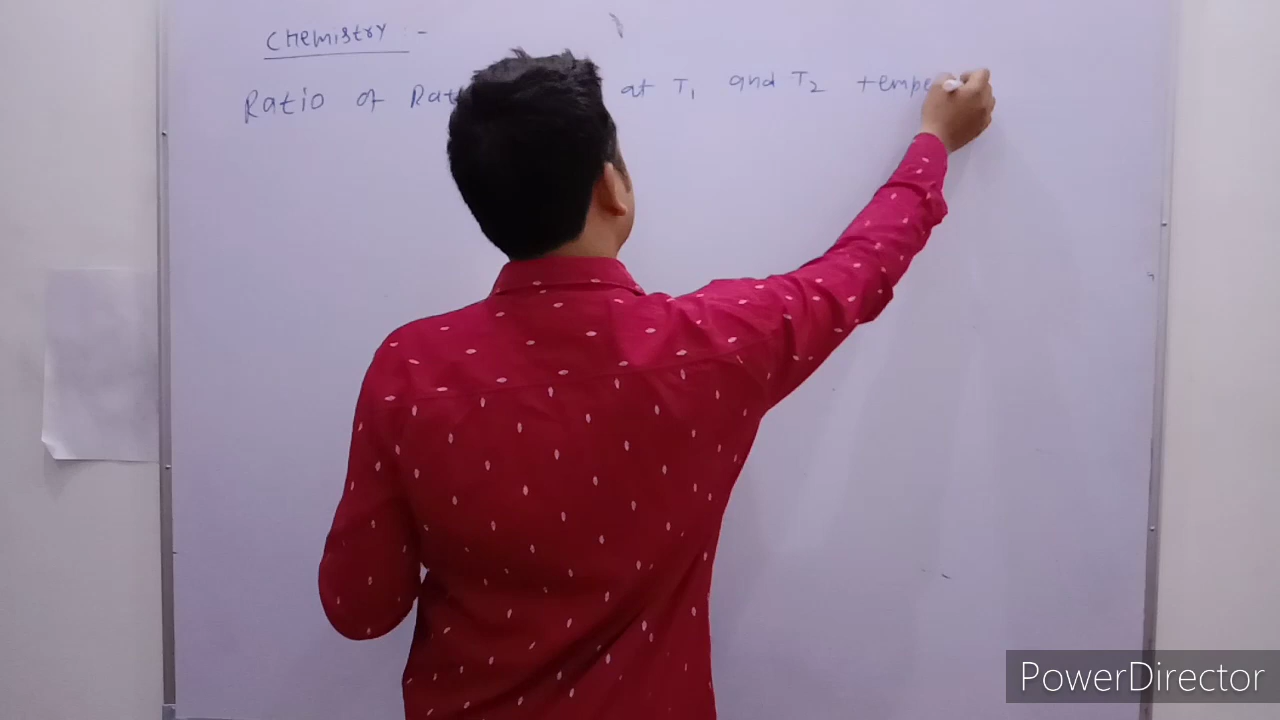 Chemistry :-
Ratio of Rat at T1 and T2 tempe
PowerDirector